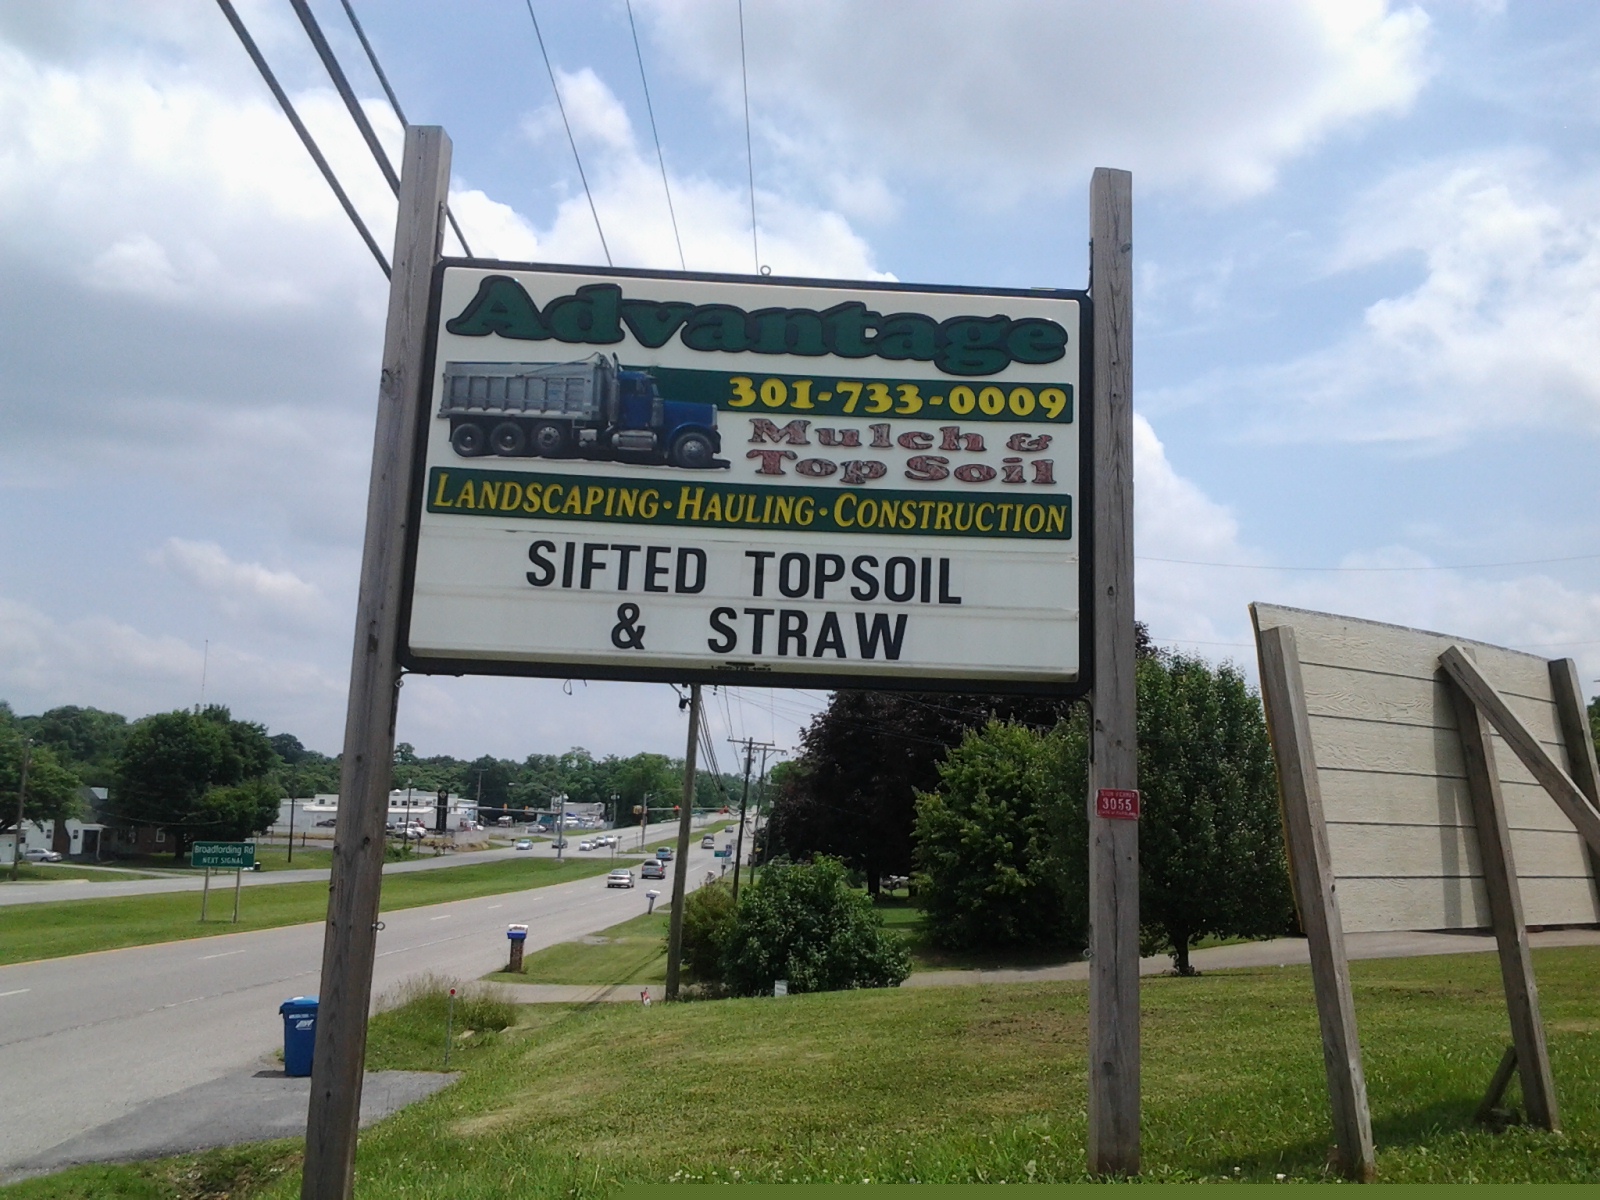 Advantage
301-733-0009
Mulch &
Top Soil
LANDSCAPING • HAULING • CONSTRUCTION
SIFTED TOPSOIL
& STRAW
3055
Broadfording Rd
NEXT SIGNAL